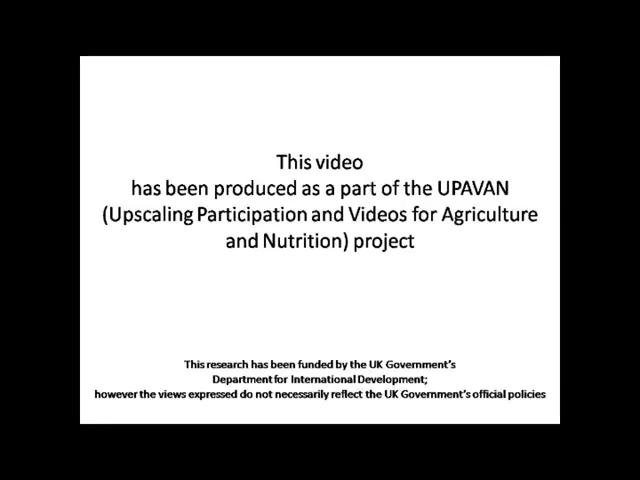 This video
has been produced as a part of the UPAVAN
(Upscaling Participation and Videos for Agriculture
and Nutrition) project
This research has been funded by the UK Government's
Department for International Development;
however the views expressed do not necessarily reflect the UK Government's official policies